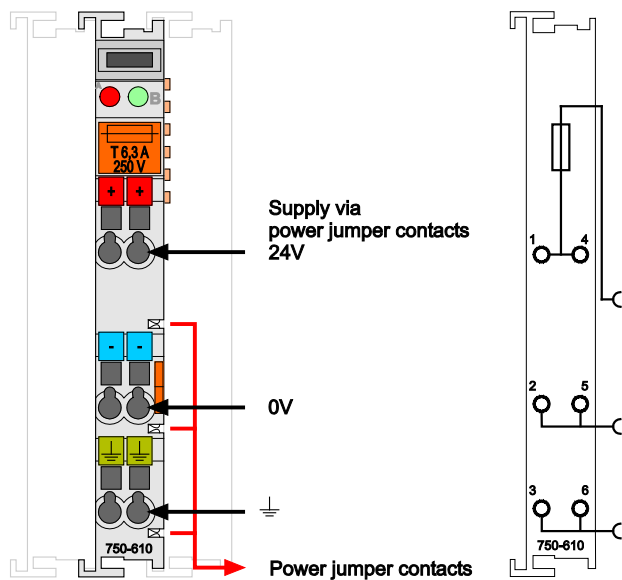 A
B
T 6,3 A
250 V
+ +
Supply via
power jumper contacts
24V
- -
0V
750-610
Power jumper contacts
1 4
2 5
3 6
750-610